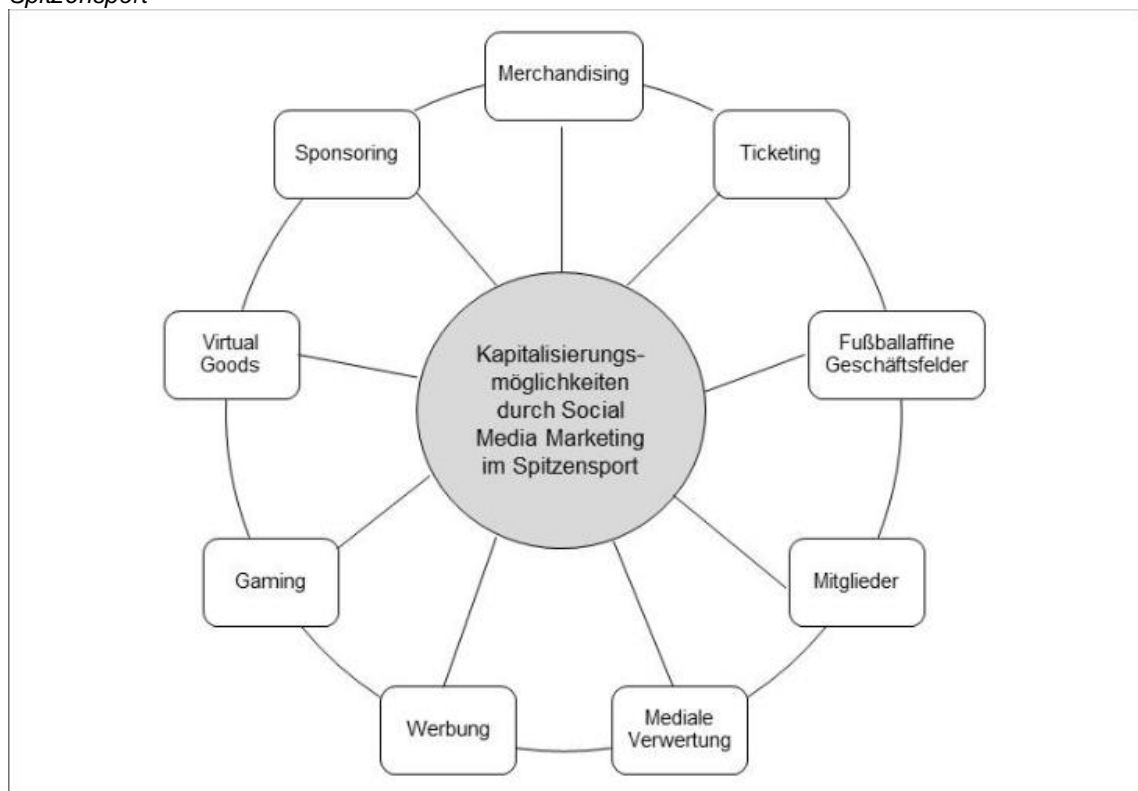 Spitzensport
Merchandising
Sponsoring
Ticketing
Virtual
Goods
Fußballaffine
Geschäftsfelder
Kapitalisierungs-
möglichkeiten
durch Social
Media Marketing
im Spitzensport
Gaming
Mitglieder
Werbung
Mediale
Verwertung